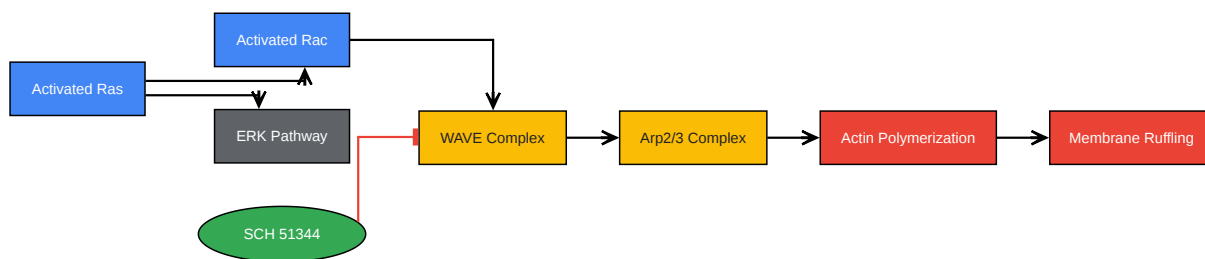 Activated Rac
Activated Ras
ERK Pathway
WAVE Complex
Arp2/3 Complex
Actin Polymerization
Membrane Ruffling
SCH 51344